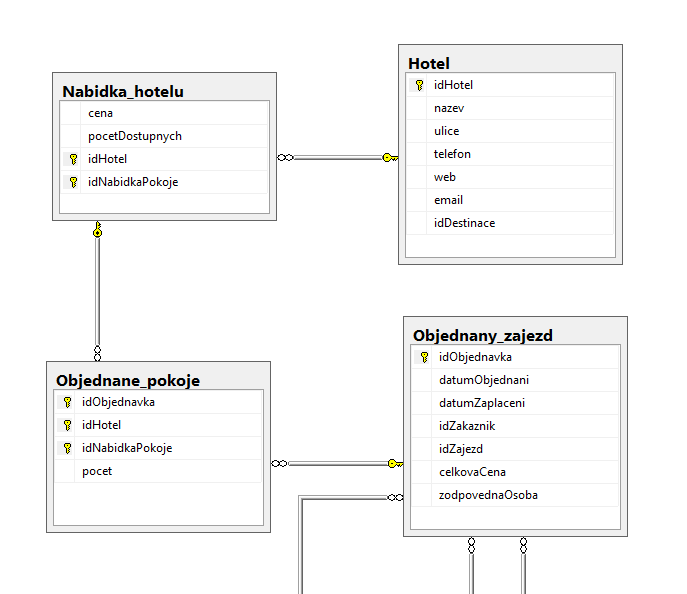 Nabidka_hotelu
cena
pocetDostupnych
idHotel
idNabidkaPokoje
Hotel
idHotel
nazev
ulice
telefon
web
email
idDestinace
Objednane_pokoje
idObjednavka
idHotel
idNabidkaPokoje
pocet
Objednany_zajezd
idObjednavka
datumObjednani
datumZaplaceni
idZakaznik
idZajezd
celkovaCena
zodpovednaOsoba